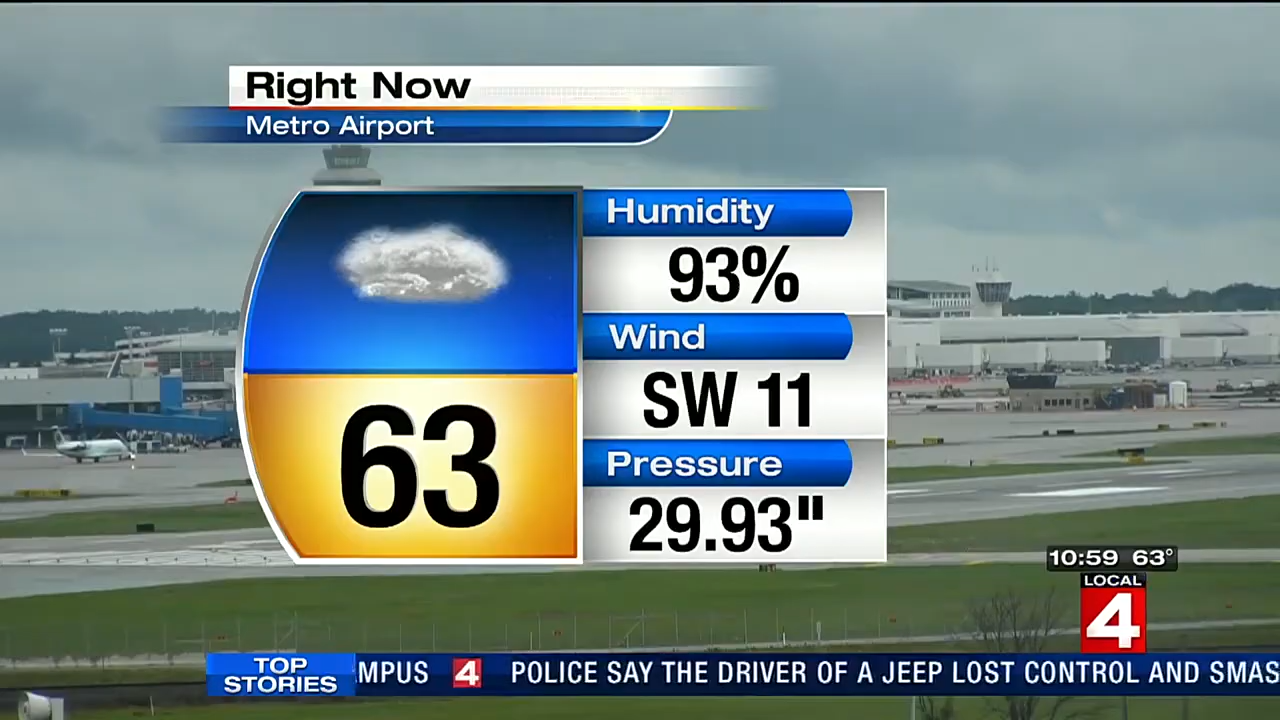 Right Now
Metro Airport
Humidity
93%
Wind
SW 11
63
Pressure
29.93"
10:59 63°
LOCAL
4
TOP
STORIES
MPUS 4 POLICE SAY THE DRIVER OF A JEEP LOST CONTROL AND SMAS